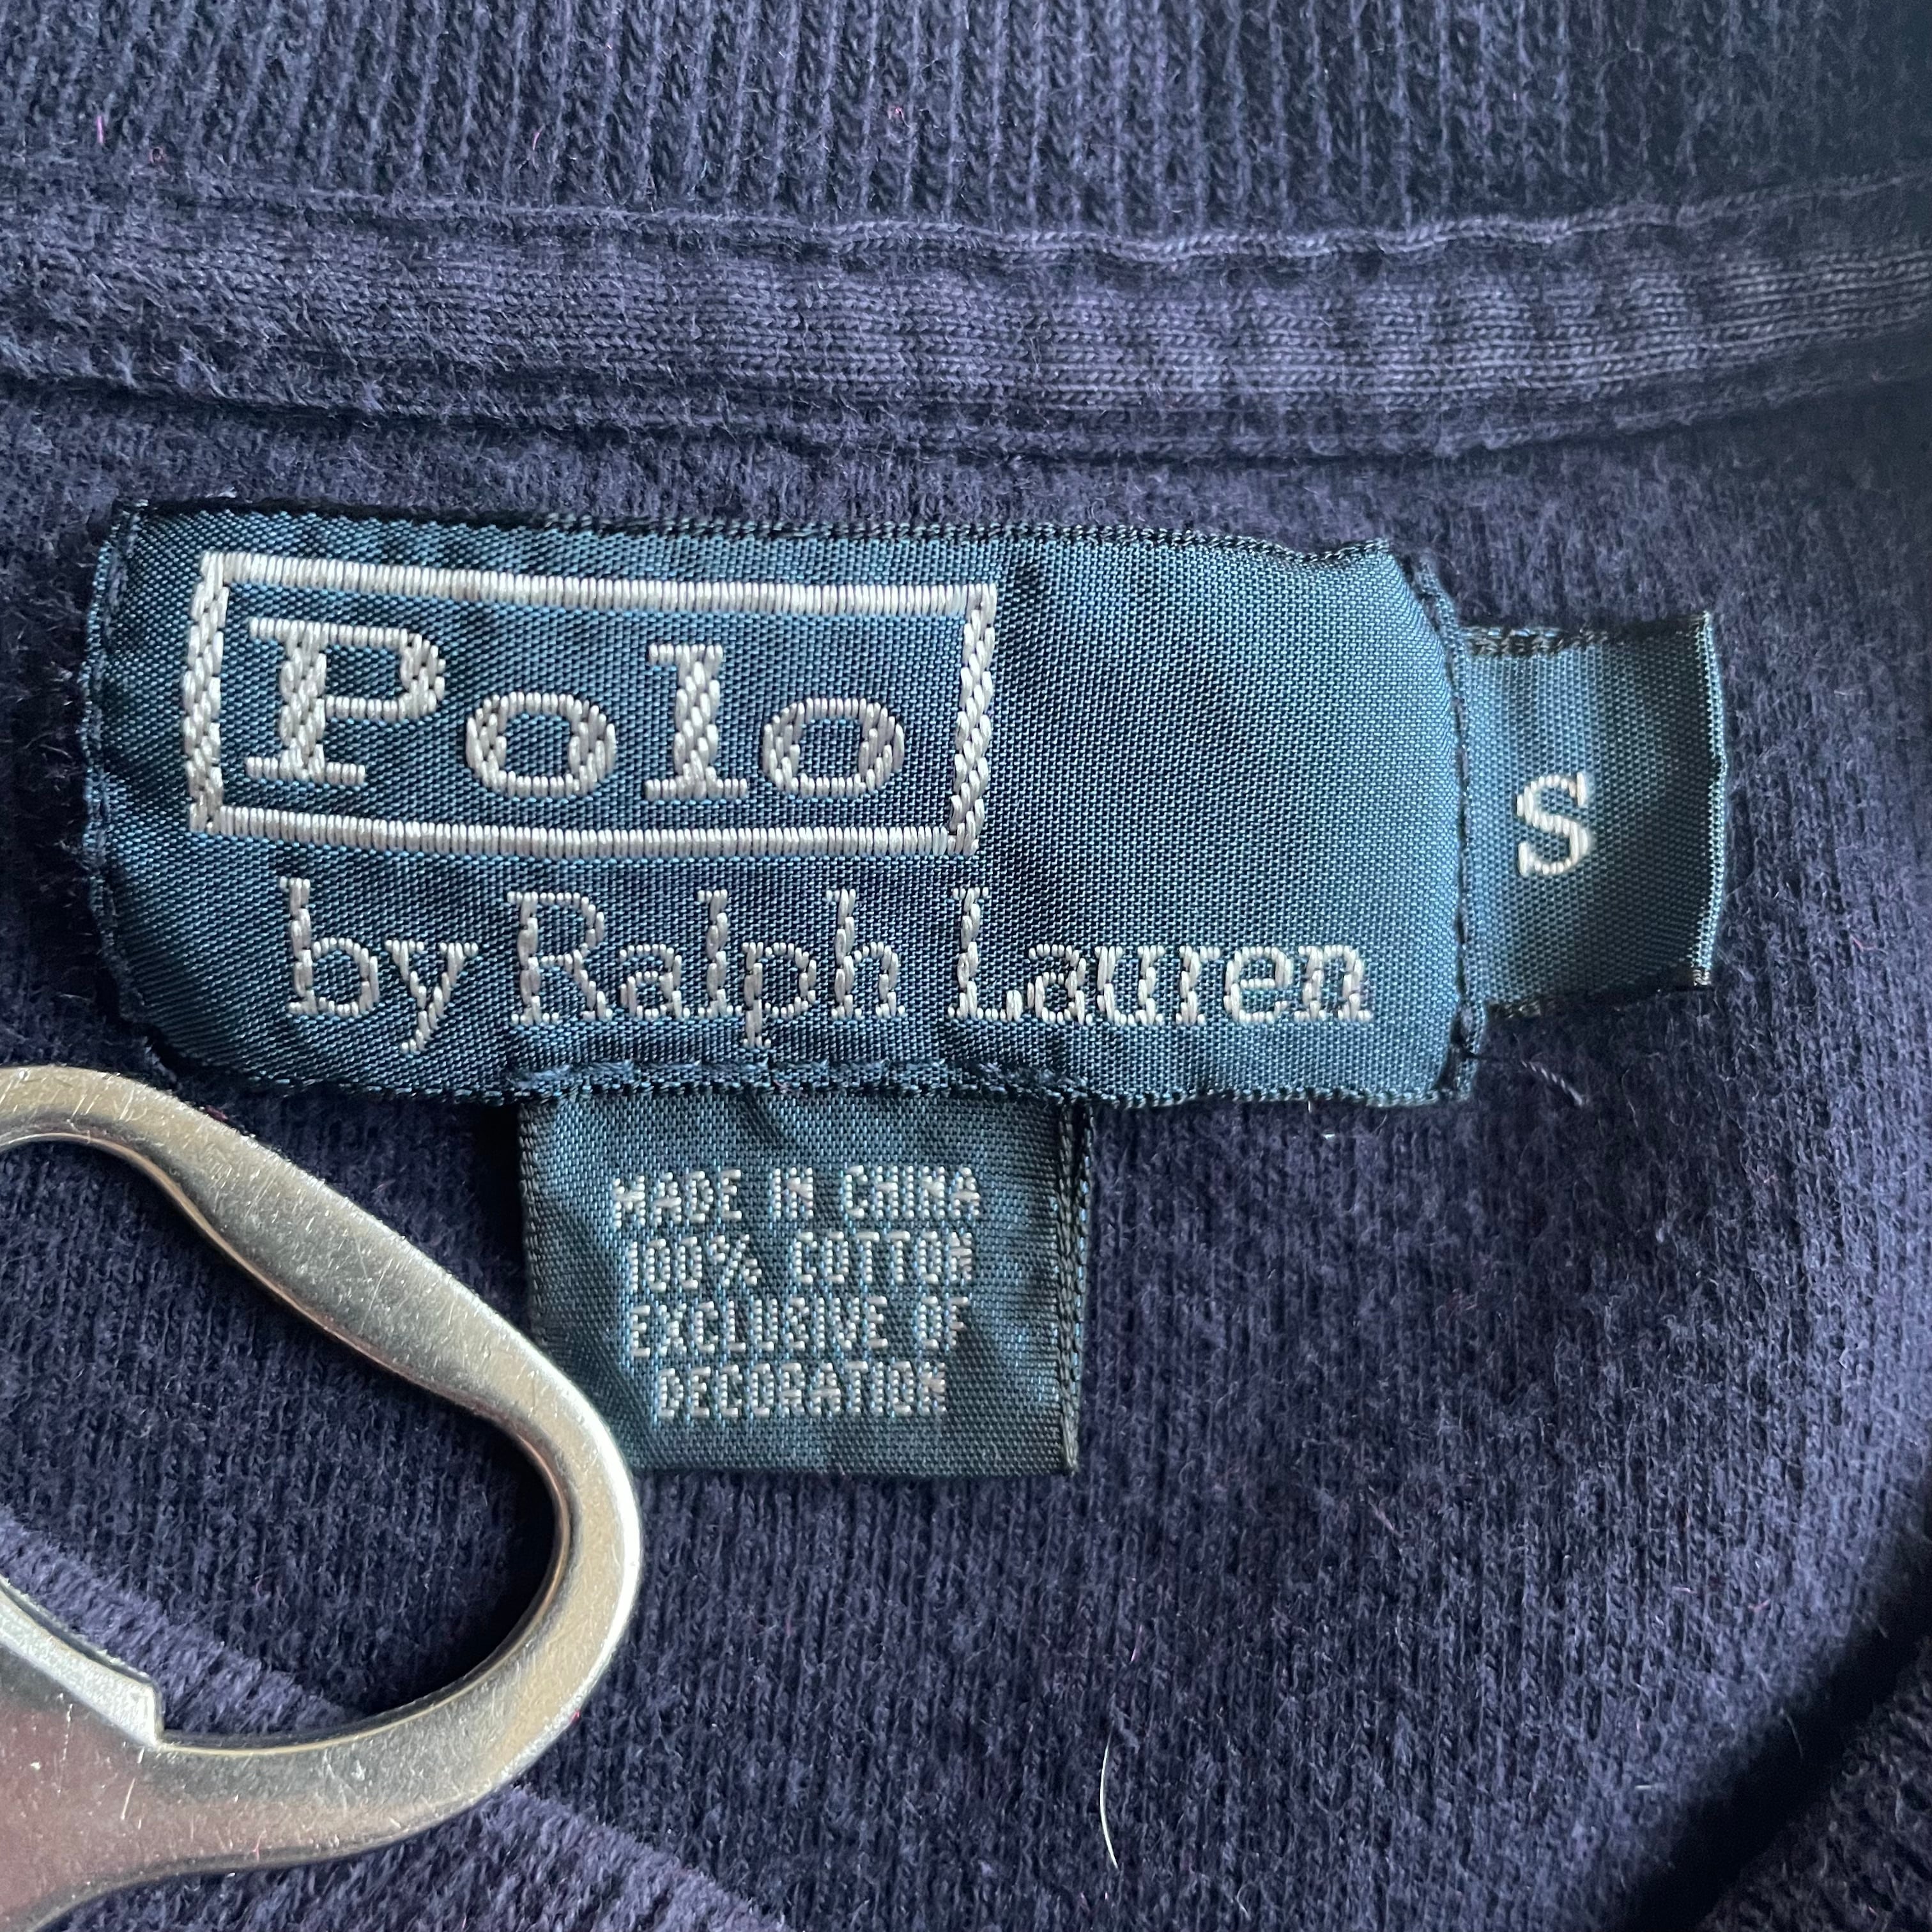 Polo
by Ralph Lauren
S
MADE IN CHINA
100% COTTON
EXCLUSIVE OF
DECORATION